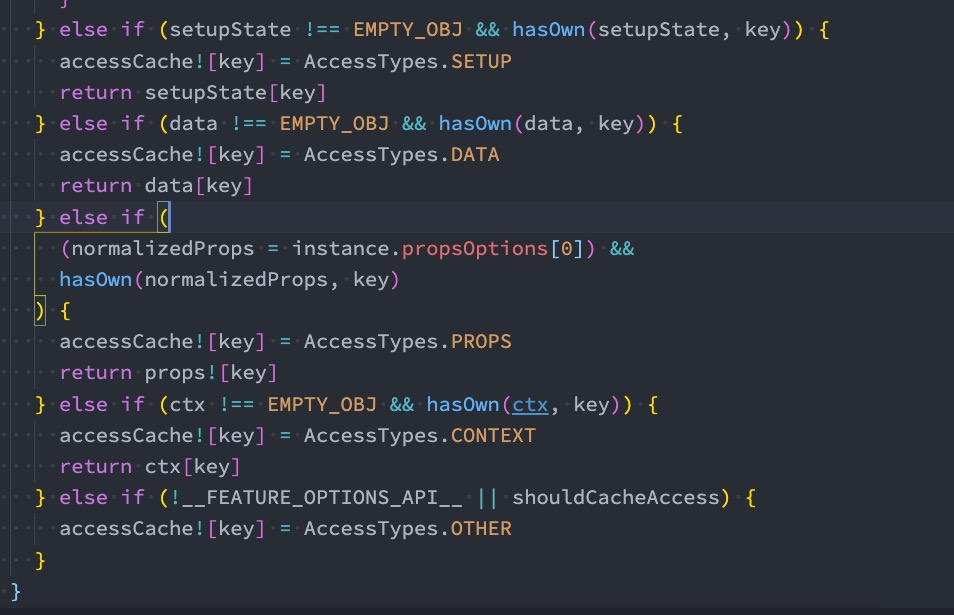 }
} else if (setupState !== EMPTY_OBJ && hasOwn(setupState, key)) {
accessCache![key] = AccessTypes.SETUP
return setupState[key]
} else if (data !== EMPTY_OBJ && hasOwn(data, key)) {
accessCache![key] = AccessTypes.DATA
return data[key]
} else if (
(normalizedProps = instance.propsOptions[0]) &&
hasOwn(normalizedProps, key)
) {
accessCache![key] = AccessTypes.PROPS
return props![key]
} else if (ctx !== EMPTY_OBJ && hasOwn(ctx, key)) {
accessCache![key] = AccessTypes.CONTEXT
return ctx[key]
} else if (!__FEATURE_OPTIONS_API__ || shouldCacheAccess) {
accessCache![key] = AccessTypes.OTHER
}
}